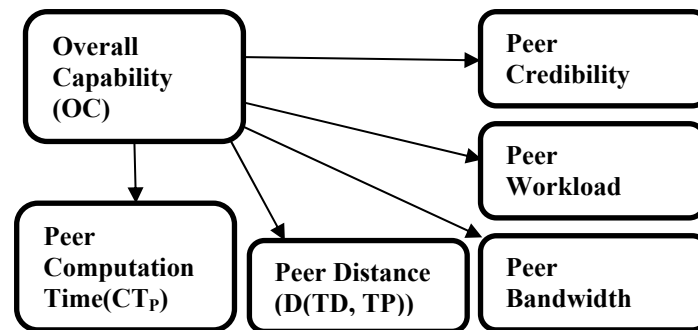 Overall
Capability
(OC)
Peer
Credibility
Peer
Workload
Peer
Computation
Time(CTₚ)
Peer Distance
(D(TD, TP))
Peer
Bandwidth